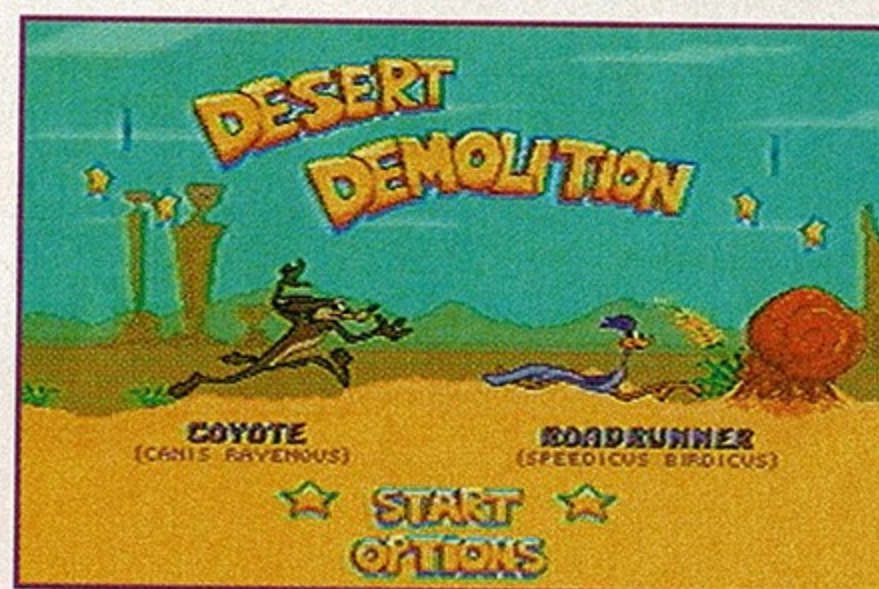 DESERT
DEMOLITION
COYOTE
(CANIS RAVENOUS)
ROADRUNNER
(SPEEDICUS BIRDICUS)
START
OPTIONS